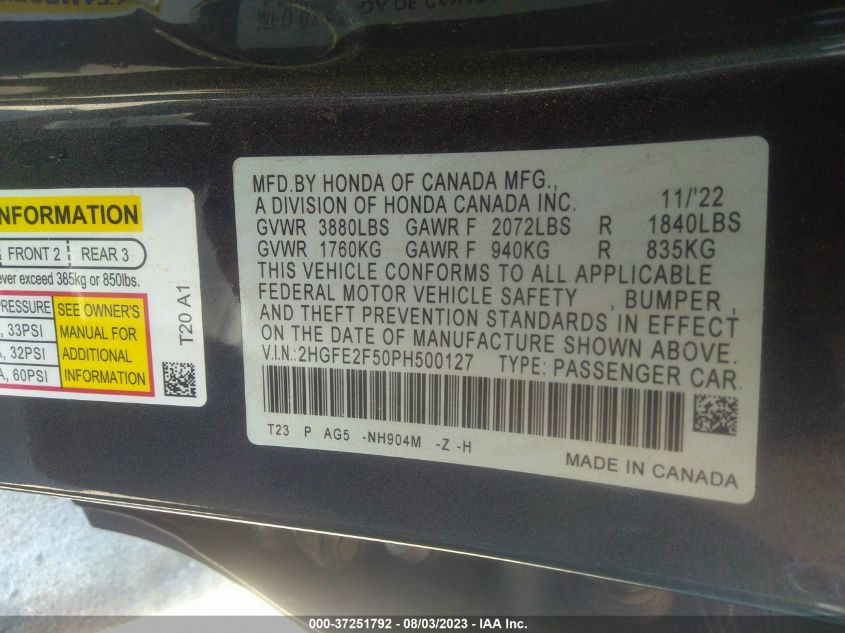 MFD.BY HONDA OF CANADA MFG.,
A DIVISION OF HONDA CANADA INC. 11/'22
GVWR 3880LBS GAWR F 2072LBS R 1840LBS
GVWR 1760KG GAWR F 940KG R 835KG
THIS VEHICLE CONFORMS TO ALL APPLICABLE
FEDERAL MOTOR VEHICLE SAFETY , BUMPER ,
AND THEFT PREVENTION STANDARDS IN EFFECT
ON THE DATE OF MANUFACTURE SHOWN ABOVE.
V.I.N.:2HGFE2F50PH500127 TYPE: PASSENGER CAR
T23 P AG5 -NH904M -Z -H
MADE IN CANADA
NFORMATION
FRONT 2 REAR 3
ver exceed 385kg or 850lbs.
PRESSURE SEE OWNER'S
, 33PSI MANUAL FOR
A, 32PSI ADDITIONAL
A, 60PSI INFORMATION
T20 A1
000-37251792 - 08/03/2023 - IAA Inc.